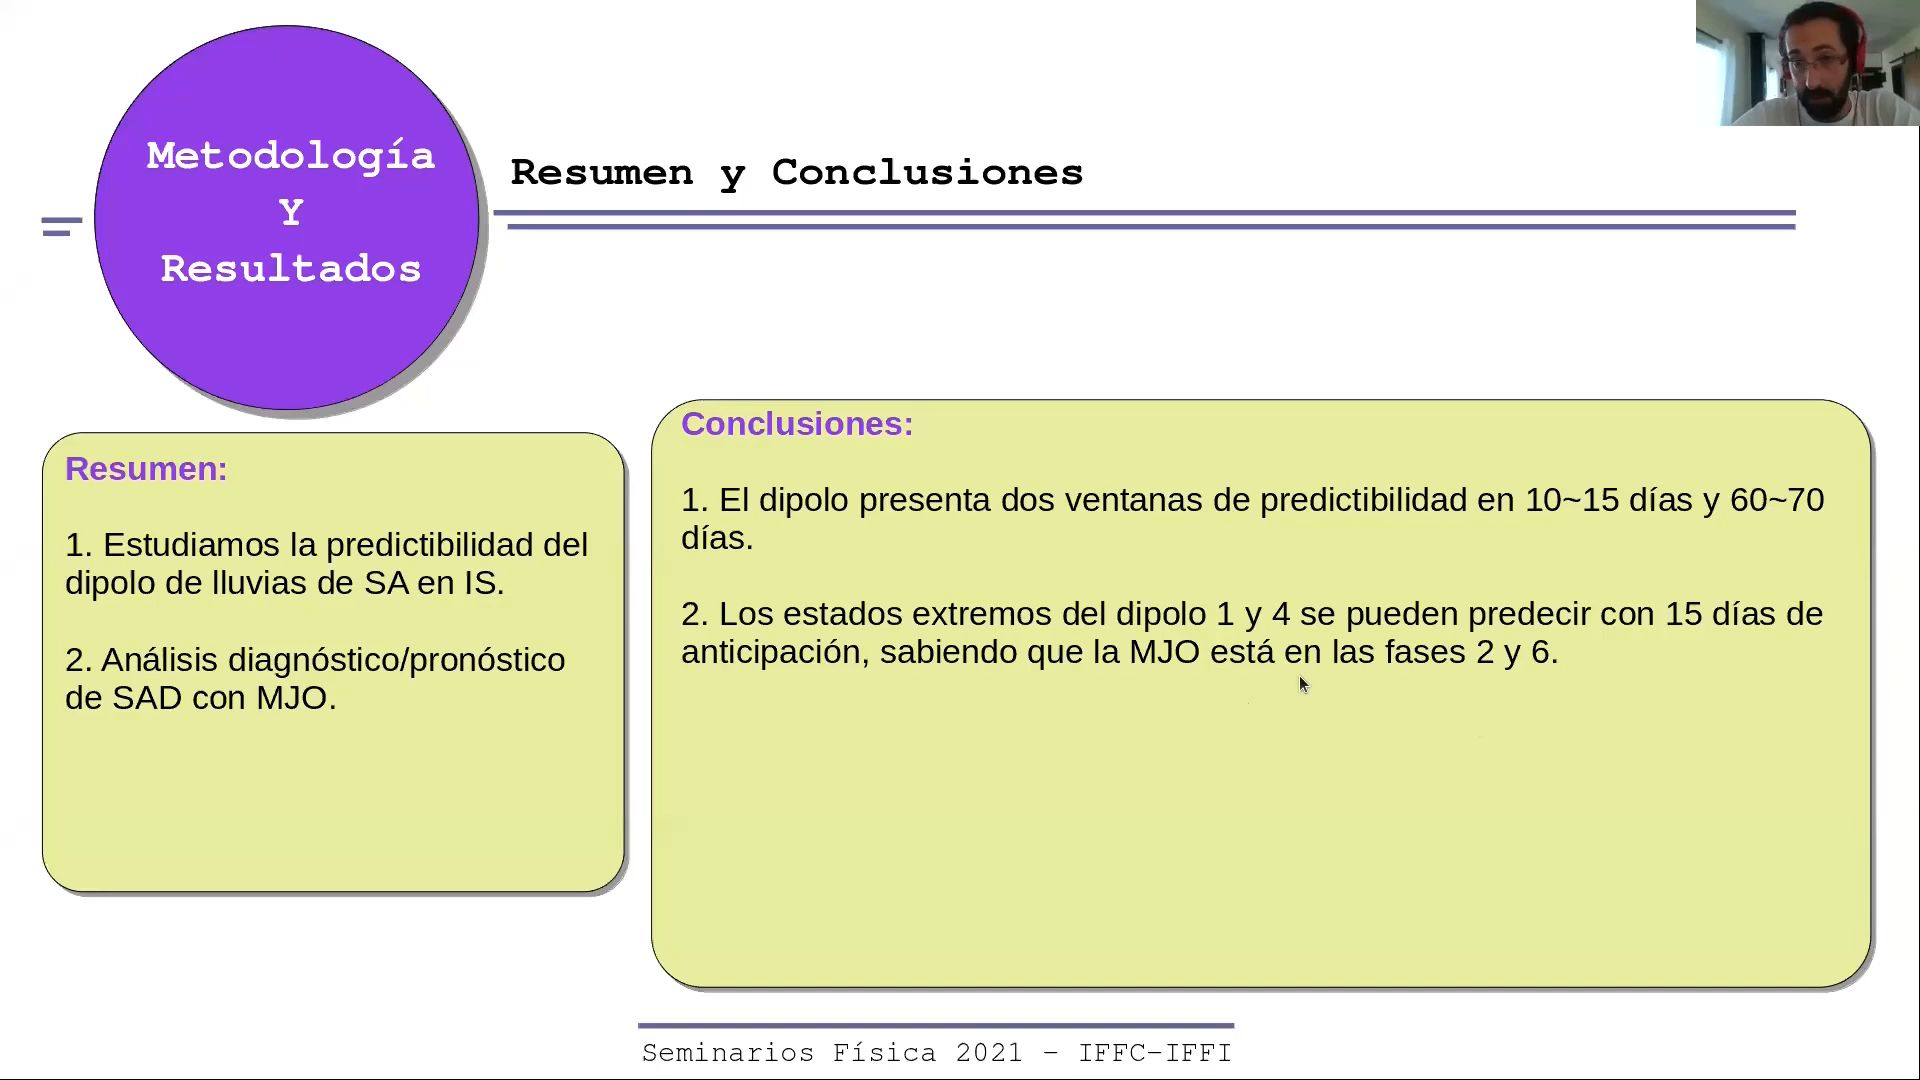 Metodología
Y
Resultados
Resumen y Conclusiones
Resumen:
1. Estudiamos la predictibilidad del
dipolo de lluvias de SA en IS.
2. Análisis diagnóstico/pronóstico
de SAD con MJO.
Conclusiones:
1. El dipolo presenta dos ventanas de predictibilidad en 10~15 días y 60~70
días.
2. Los estados extremos del dipolo 1 y 4 se pueden predecir con 15 días de
anticipación, sabiendo que la MJO está en las fases 2 y 6.
Seminarios Física 2021 - IFFC-IFFI